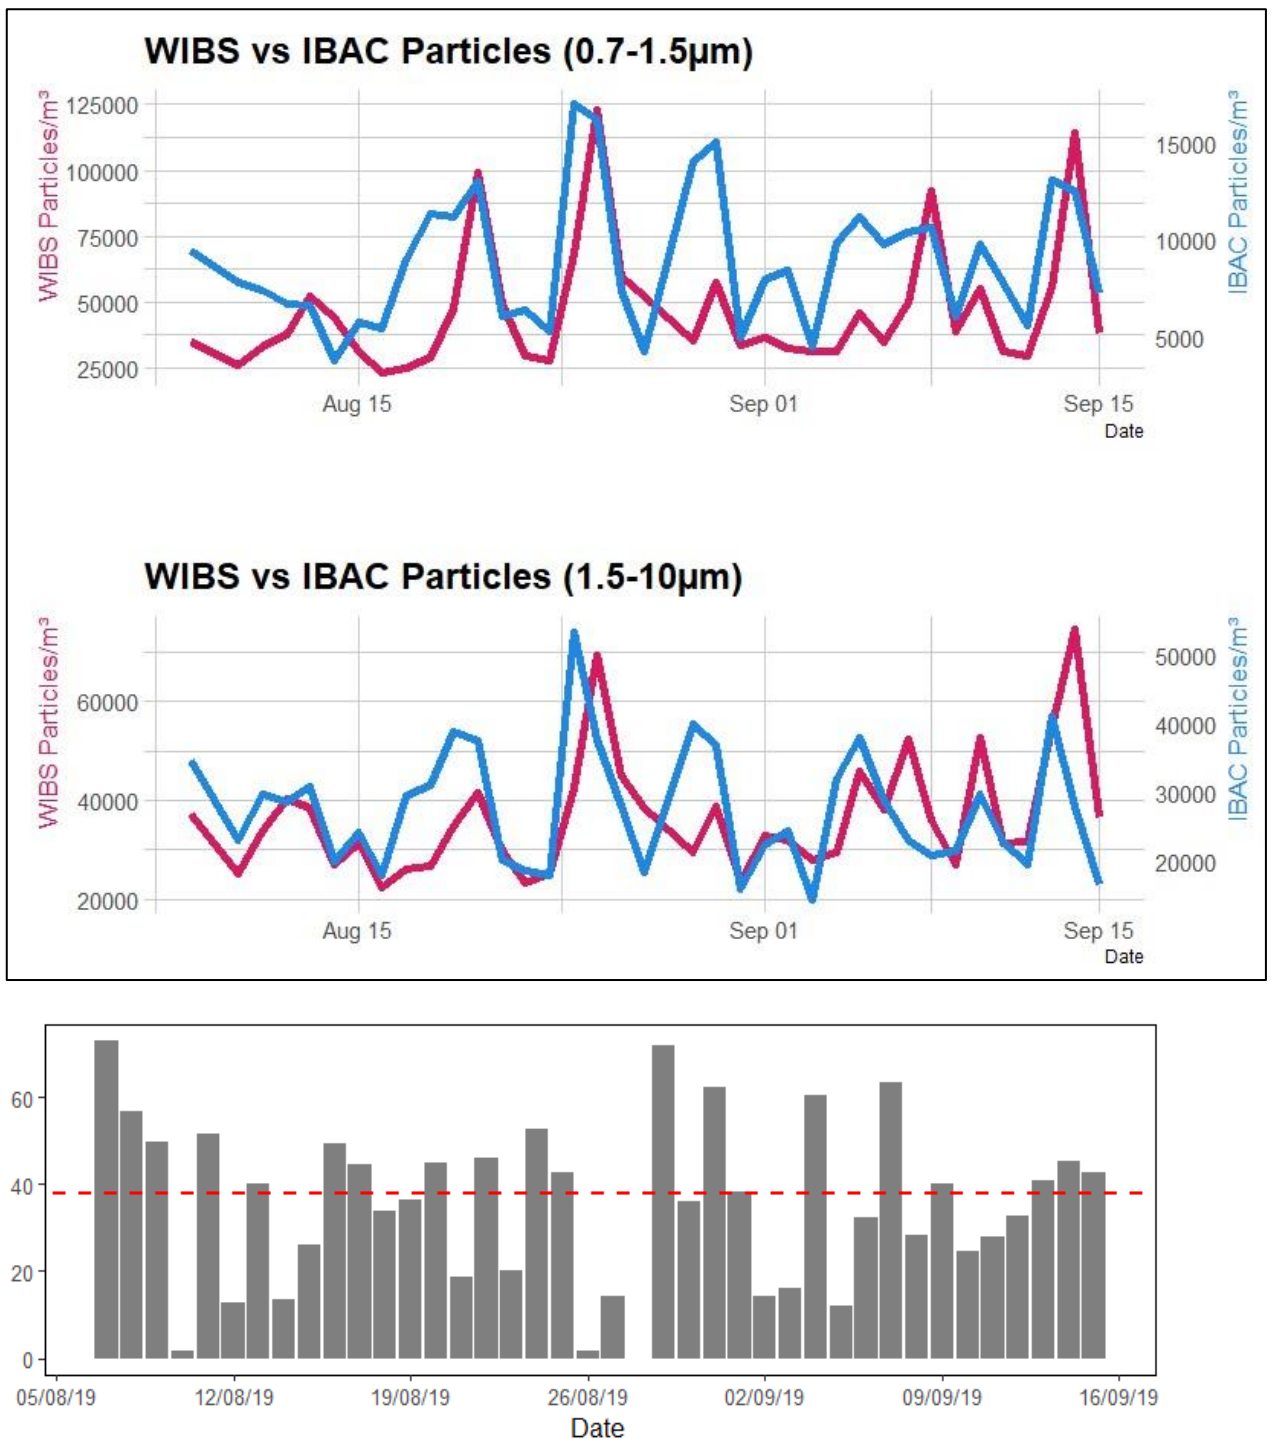 WIBS vs IBAC Particles (0.7-1.5µm)
WIBS Particles/m³
125000
100000
75000
50000
25000
15000
10000
5000
IBAC Particles/m³
Aug 15
Sep 01
Sep 15
Date
WIBS vs IBAC Particles (1.5-10µm)
WIBS Particles/m³
60000
40000
20000
50000
40000
30000
20000
IBAC Particles/m³
Aug 15
Sep 01
Sep 15
Date
60
40
20
0
05/08/19
12/08/19
19/08/19
26/08/19
02/09/19
09/09/19
16/09/19
Date